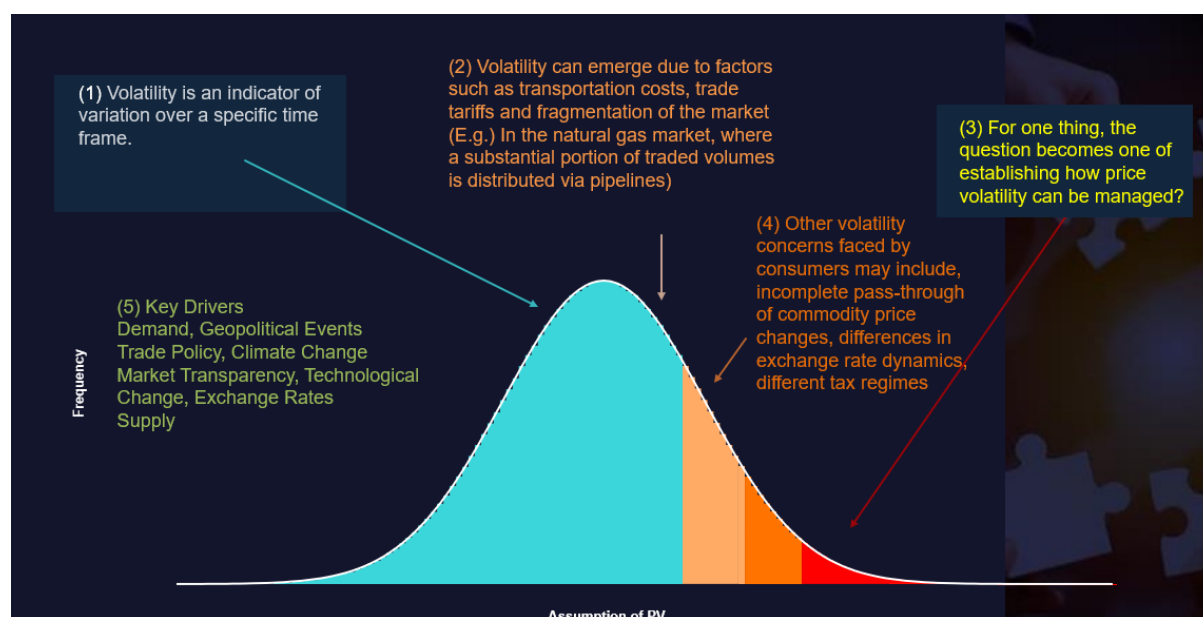 (1) Volatility is an indicator of
variation over a specific time
frame.
(2) Volatility can emerge due to factors
such as transportation costs, trade
tariffs and fragmentation of the market
(E.g.) In the natural gas market, where
a substantial portion of traded volumes
is distributed via pipelines)
(3) For one thing, the
question becomes one of
establishing how price
volatility can be managed?
(4) Other volatility
concerns faced by
consumers may include,
incomplete pass-through
of commodity price
changes, differences in
exchange rate dynamics,
different tax regimes
(5) Key Drivers
Demand, Geopolitical Events
Trade Policy, Climate Change
Market Transparency, Technological
Change, Exchange Rates
Supply
Frequency
Assumption of PV